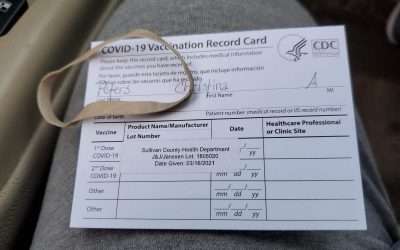 COVID-19 Vaccination Record Card
CDC
Please keep this record card, which includes medical information
about the vaccines you have received.
Por favor, guarde esta tarjeta de registro, que incluye información
médica sobre las vacunas que ha recibido.
Peters Christina A
First Name MI
Date of birth Patient number (medical record or IIS record number)
Vaccine Product Name/Manufacturer Date Healthcare Professional
Lot Number or Clinic Site
1st Dose
COVID-19
Sullivan County Health Department
J&J/Janssen Lot: 1805020
Date Given: 03/18/2021
yy
2nd Dose
COVID-19
mm dd yy
Other
mm dd yy
Other
mm dd yy